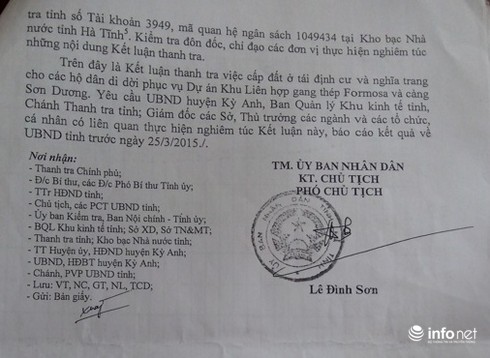 tra tỉnh số Tài khoản 3949, mã quan hệ ngân sách 1049434 tại Kho bạc Nhà
nước tỉnh Hà Tĩnh⁵. Kiểm tra đôn đốc, chỉ đạo các đơn vị thực hiện nghiêm túc
những nội dung Kết luận thanh tra.
Trên đây là Kết luận thanh tra việc cấp đất ở tái định cư và nghĩa trang
cho các hộ dân di dời phục vụ Dự án Khu Liên hợp gang thép Formosa và cảng
Sơn Dương. Yêu cầu UBND huyện Kỳ Anh, Ban Quản lý Khu kinh tế tỉnh,
Chánh Thanh tra tỉnh; Giám đốc các Sở, Thủ trưởng các ngành và các tổ chức,
cá nhân có liên quan thực hiện nghiêm túc Kết luận này, báo cáo kết quả về
UBND tỉnh trước ngày 25/3/2015./.
Nơi nhận:
- Thanh tra Chính phủ;
- Đ/c Bí thư, các Đ/c Phó Bí thư Tỉnh ủy;
- TTr HĐND tỉnh;
- Chủ tịch, các PCT UBND tỉnh;
- Ủy ban Kiểm tra, Ban Nội chính - Tỉnh ủy;
- BQL Khu kinh tế tỉnh; Sở XD, Sở TN&MT;
- Thanh tra tỉnh; Kho bạc Nhà nước tỉnh;
- TT Huyện ủy, HĐND huyện Kỳ Anh;
- UBND, HĐBT huyện Kỳ Anh;
- Chánh, PVP UBND tỉnh;
- Lưu: VT, NC, GT, NL, TCD;
- Gửi: Bản giấy.
TM. ỦY BAN NHÂN DÂN
KT. CHỦ TỊCH
PHÓ CHỦ TỊCH
Lê Đình Sơn
infonet